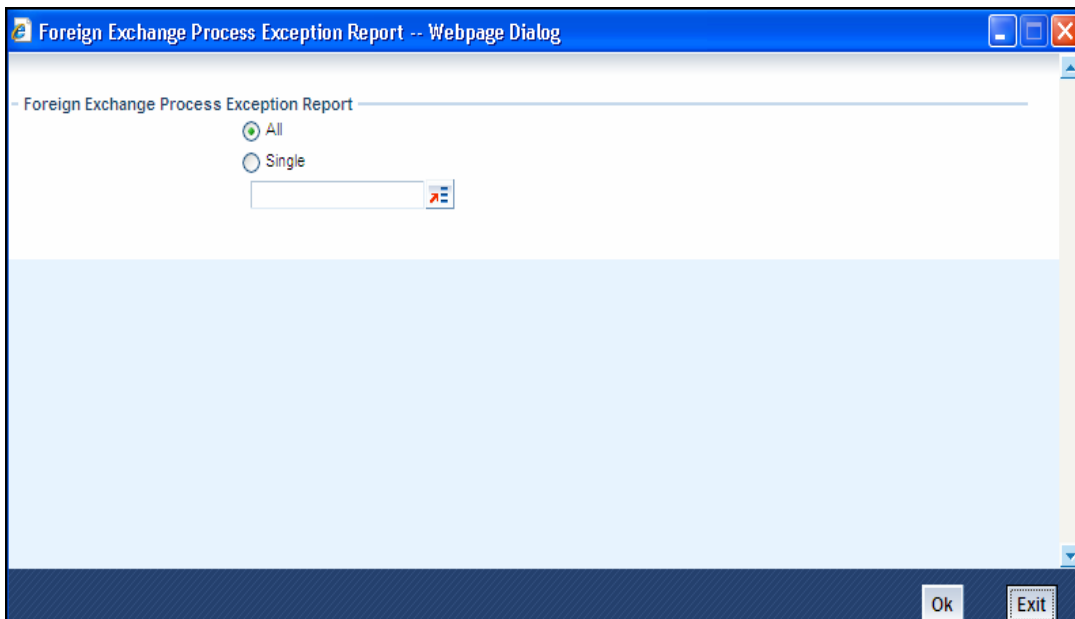 Foreign Exchange Process Exception Report -- Webpage Dialog
Foreign Exchange Process Exception Report
All
Single
Ok Exit